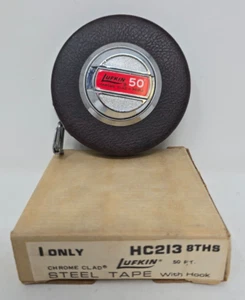 LUFKIN 50'
1 ONLY HC213 8THS
CHROME CLAD® LUFKIN 50 FT.
STEEL TAPE With Hook